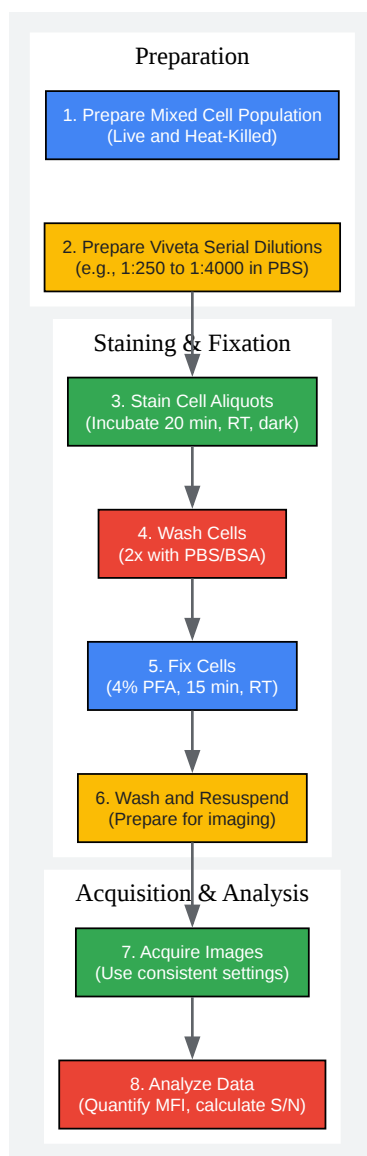 Preparation
1. Prepare Mixed Cell Population
(Live and Heat-Killed)
2. Prepare Viveta Serial Dilutions
(e.g., 1:250 to 1:4000 in PBS)
Staining & Fixation
3. Stain Cell Aliquots
(Incubate 20 min, RT, dark)
4. Wash Cells
(2x with PBS/BSA)
5. Fix Cells
(4% PFA, 15 min, RT)
6. Wash and Resuspend
(Prepare for imaging)
Acquisition & Analysis
7. Acquire Images
(Use consistent settings)
8. Analyze Data
(Quantify MFI, calculate S/N)